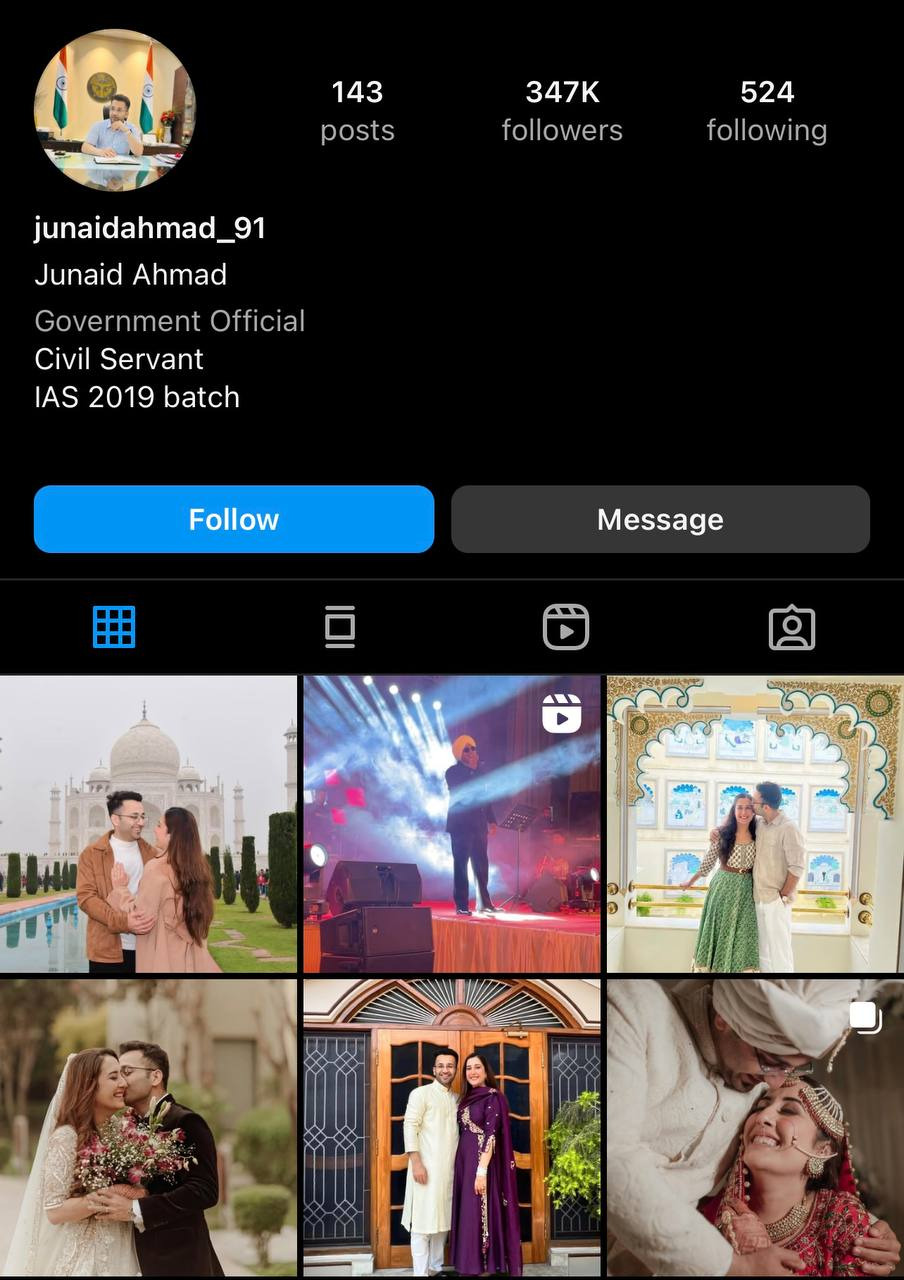 143
347K
524
posts
followers
following
junaidahmad_91
Junaid Ahmad
Government Official
Civil Servant
IAS 2019 batch
Follow
Message